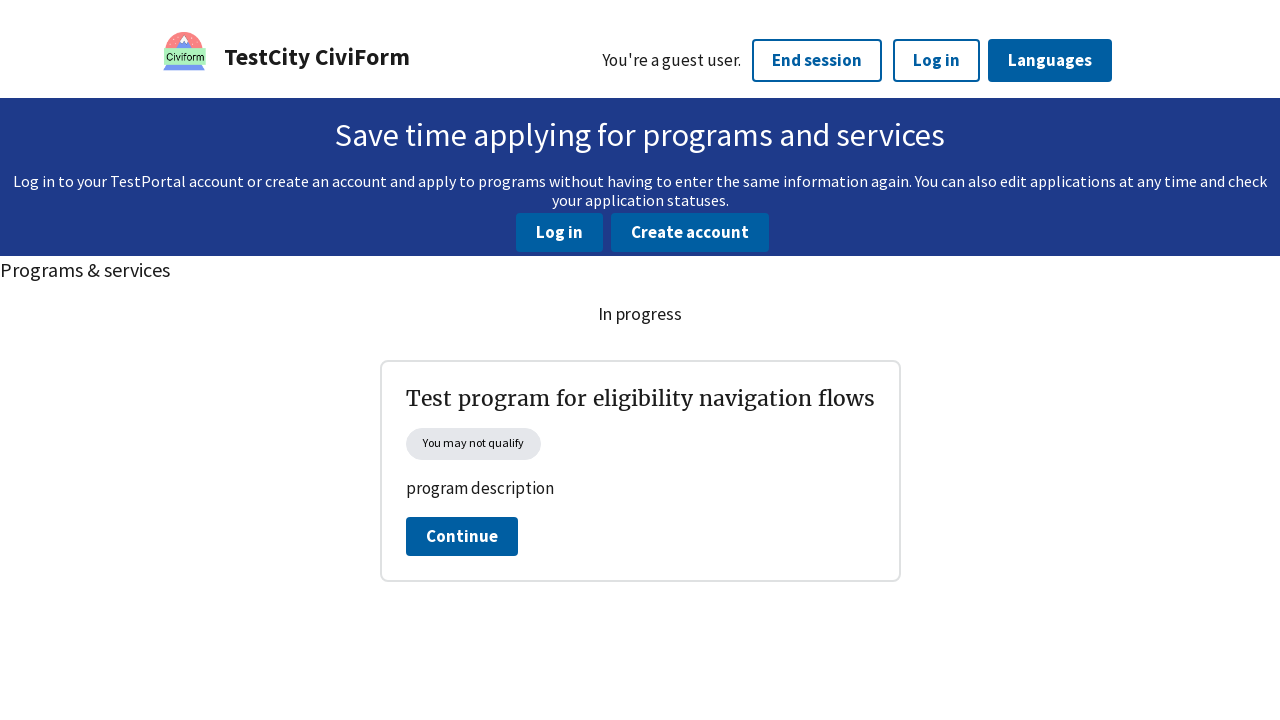 Civiform
TestCity CiviForm
You're a guest user.
End session
Log in
Languages
Save time applying for programs and services
Log in to your TestPortal account or create an account and apply to programs without having to enter the same information again. You can also edit applications at any time and check
your application statuses.
Log in
Create account
Programs & services
In progress
Test program for eligibility navigation flows
You may not qualify
program description
Continue